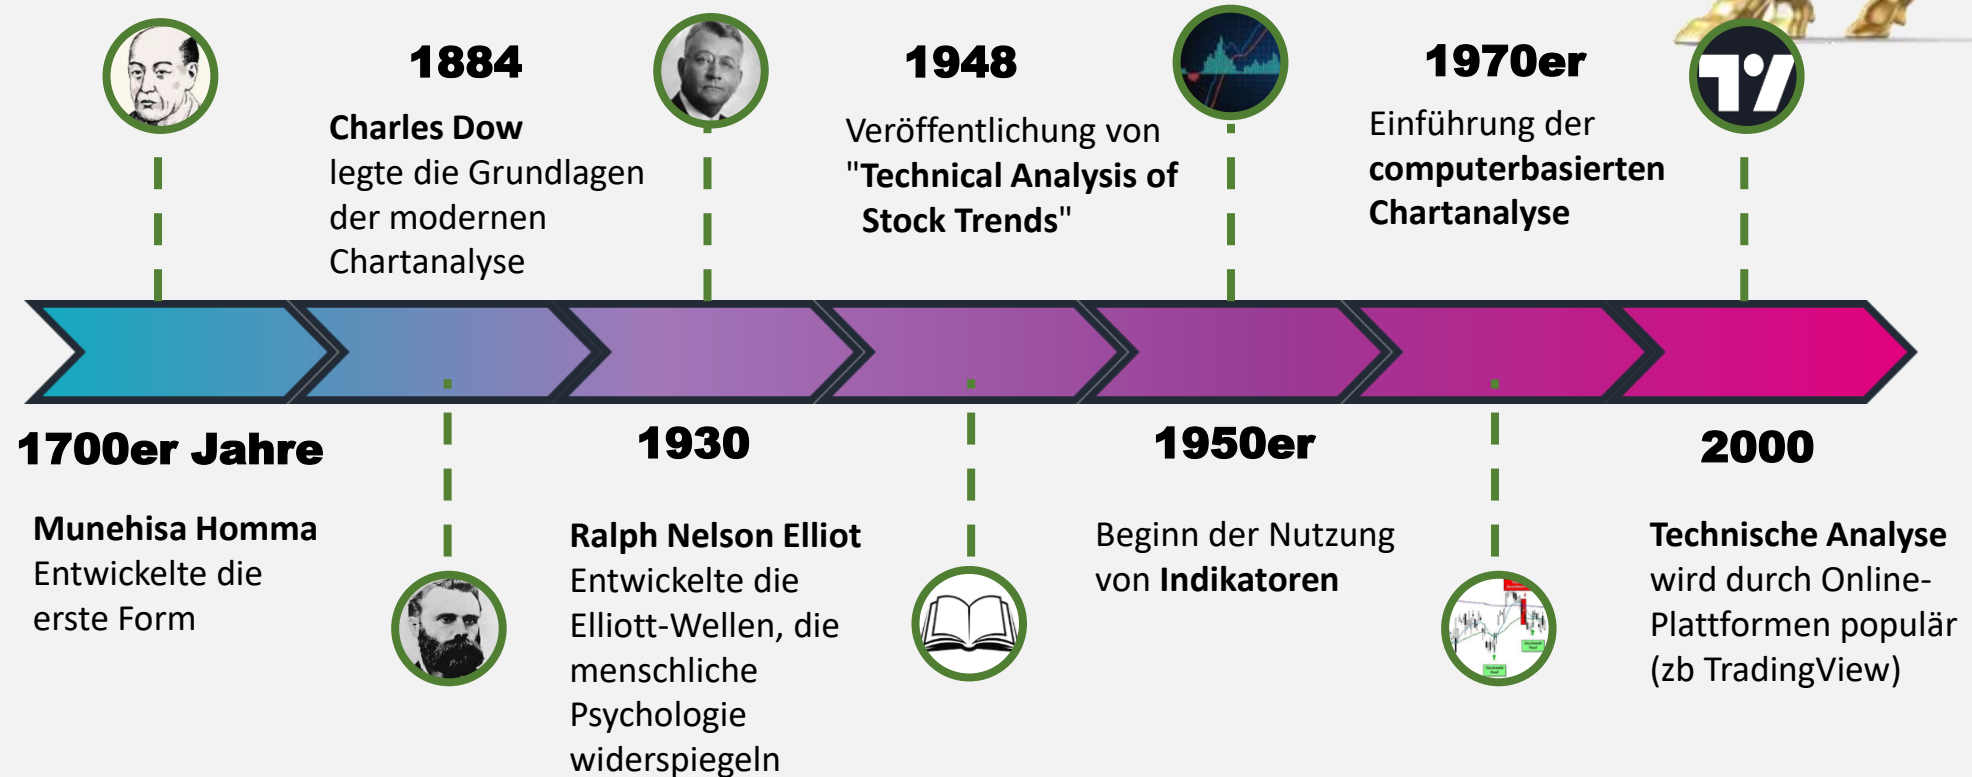 1700er Jahre
Munehisa Homma
Entwickelte die
erste Form
1884
Charles Dow
legte die Grundlagen
der modernen
Chartanalyse
1930
Ralph Nelson Elliot
Entwickelte die
Elliott-Wellen, die
menschliche
Psychologie
widerspiegeln
1948
Veröffentlichung von
"Technical Analysis of
Stock Trends"
1950er
Beginn der Nutzung
von Indikatoren
1970er
Einführung der
computerbasierten
Chartanalyse
2000
Technische Analyse
wird durch Online-
Plattformen populär
(zb TradingView)